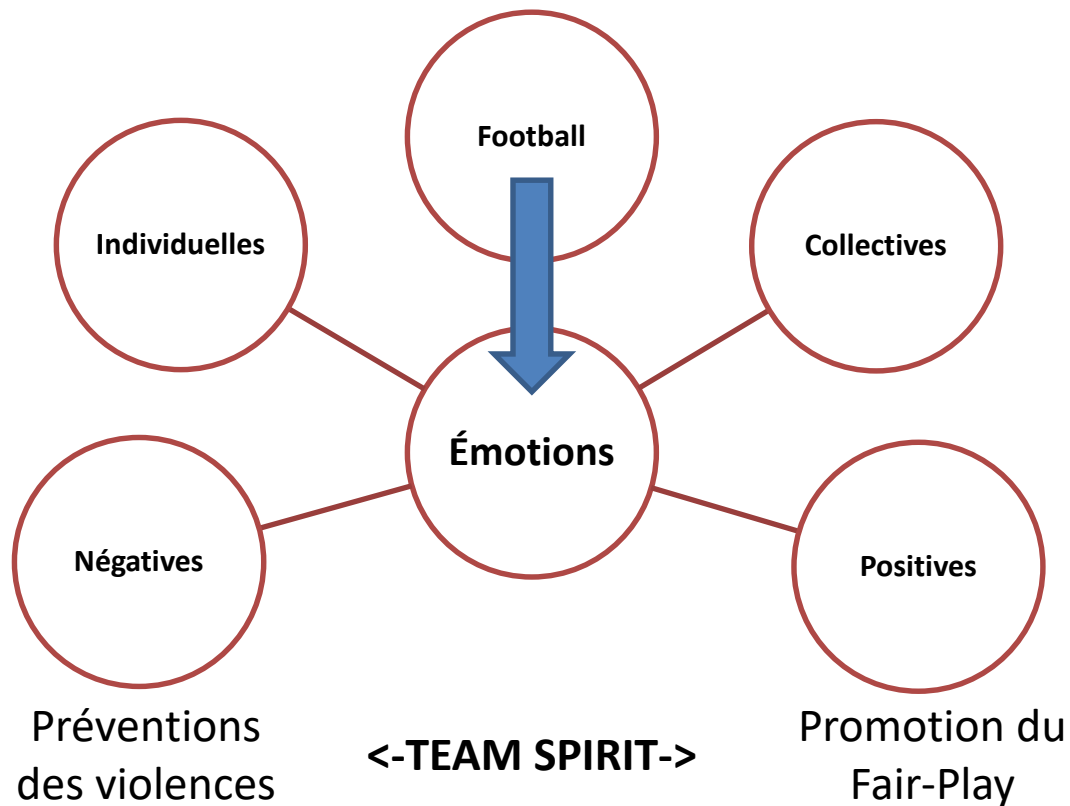 Football
Individuelles
Collectives
Émotions
Négatives
Positives
Préventions
des violences
<-TEAM SPIRIT->
Promotion du
Fair-Play